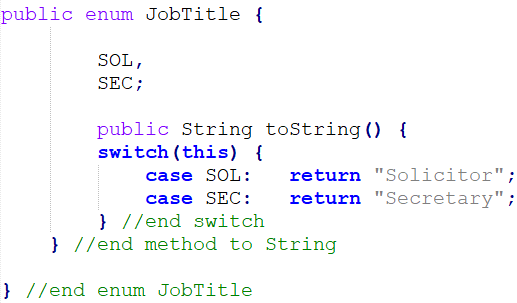 public enum JobTitle {
SOL,
SEC;
public String toString() {
switch(this) {
case SOL:   return "Solicitor";
case SEC:   return "Secretary";
} //end switch
} //end method to String
} //end enum JobTitle